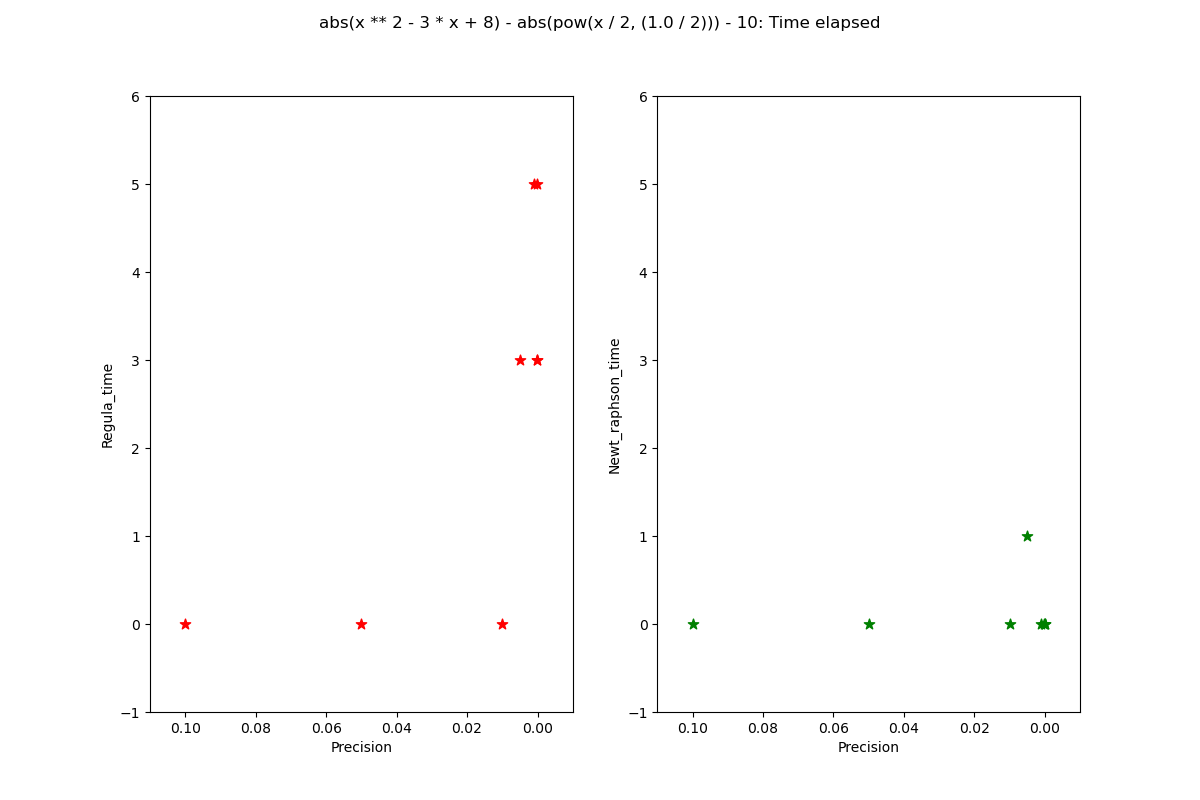 abs(x ** 2 - 3 * x + 8) - abs(pow(x / 2, (1.0 / 2))) - 10: Time elapsed
6
5
4
3
2
1
0
−1
Regula_time
0.10 0.08 0.06 0.04 0.02 0.00
Precision
6
5
4
3
2
1
0
−1
Newt_raphson_time
0.10 0.08 0.06 0.04 0.02 0.00
Precision